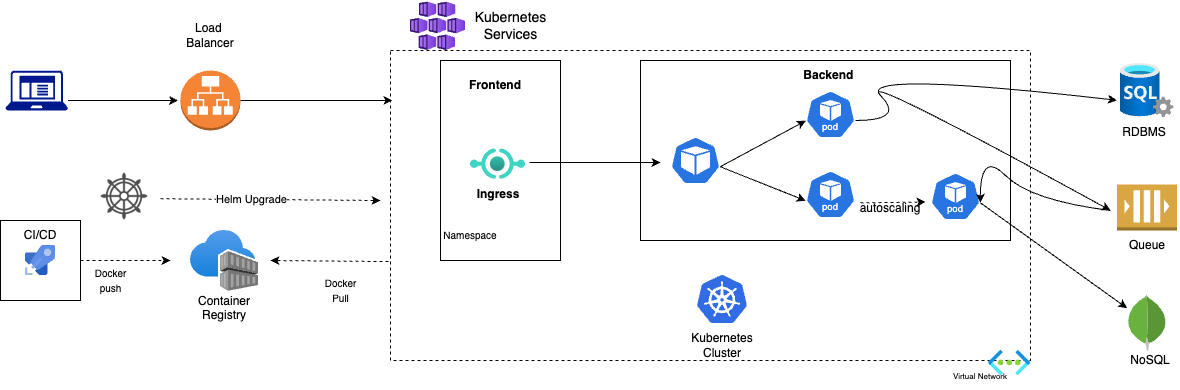 Load
Balancer
Kubernetes
Services
Frontend
Ingress
Namespace
Backend
pod
pod
autoscaling
pod
SQL
RDBMS
Queue
NoSQL
Helm Upgrade
CI/CD
Docker
push
Container
Registry
Docker
Pull
Kubernetes
Cluster
Virtual Network